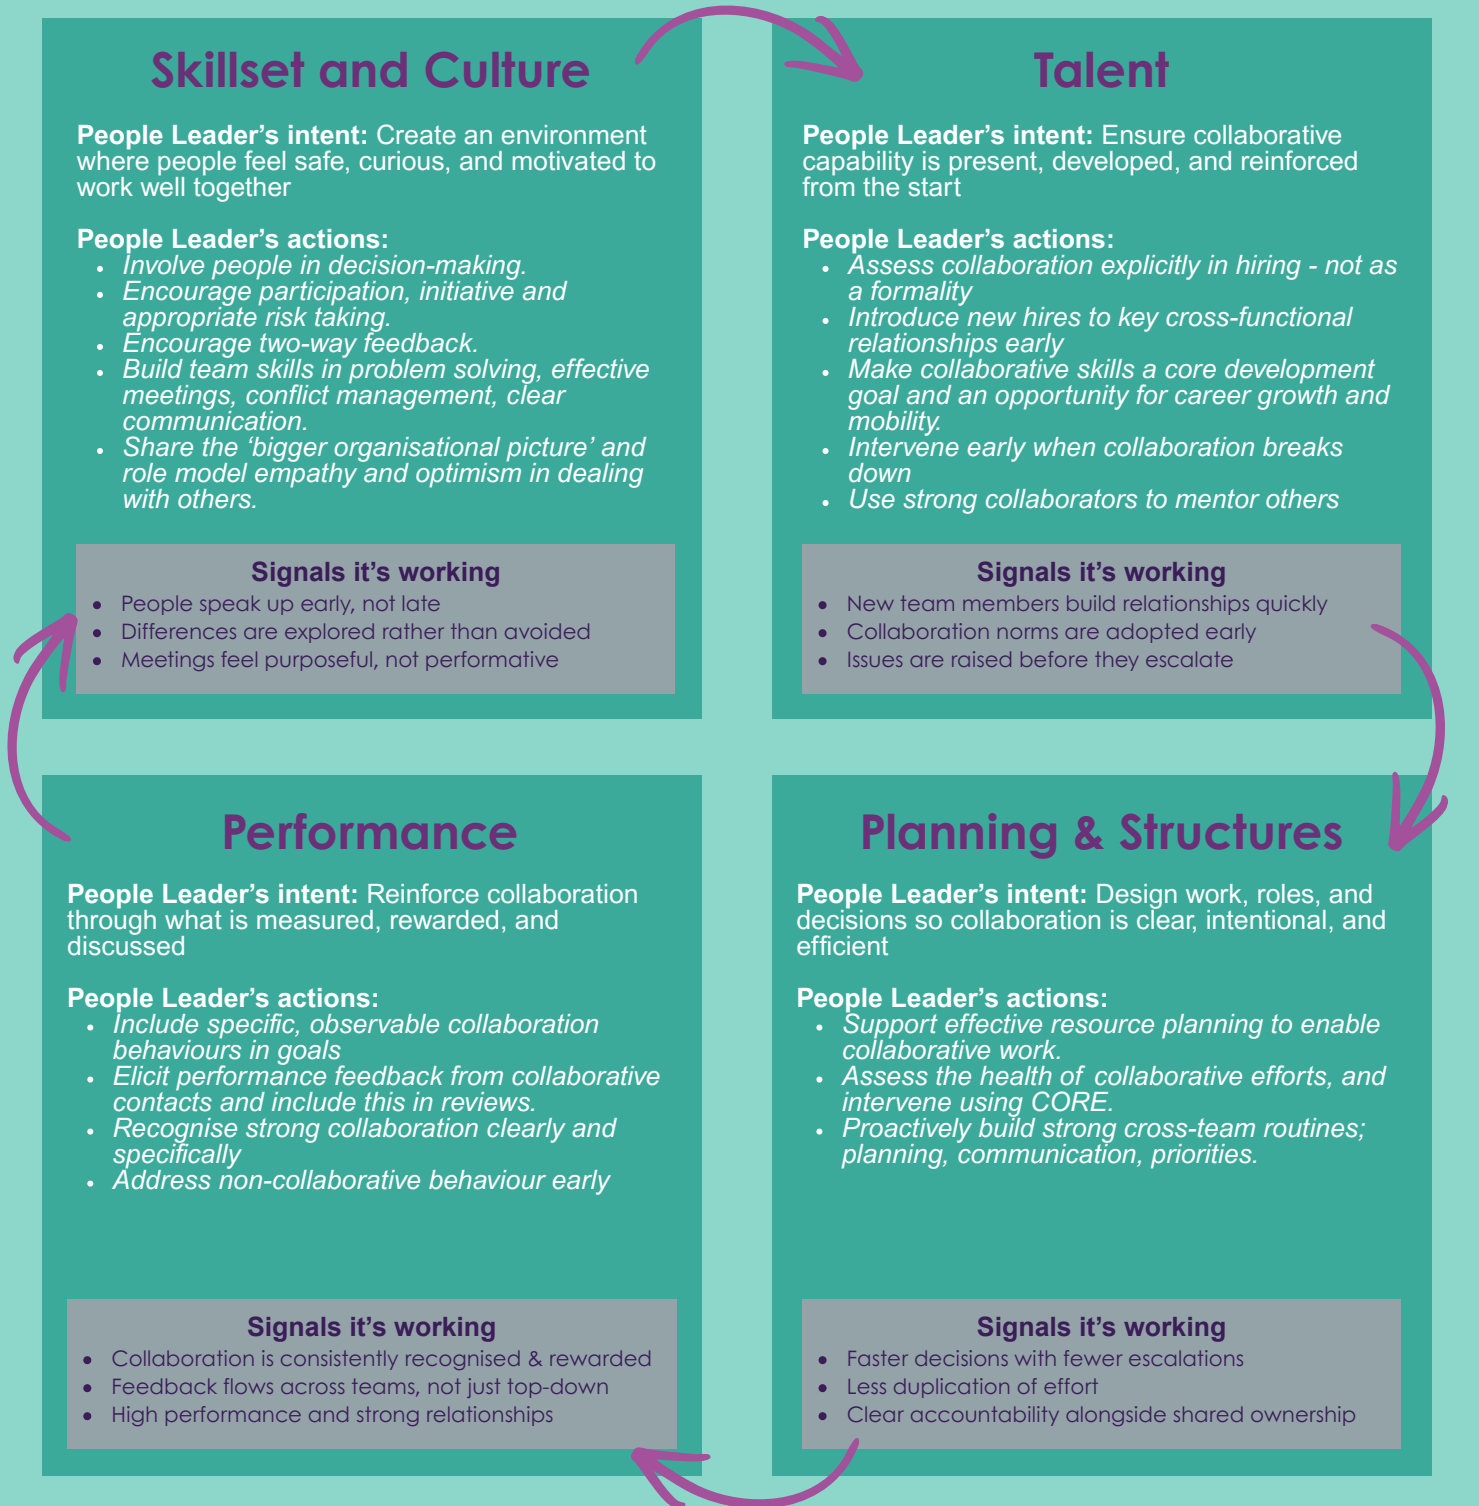 Skillset and Culture
People Leader’s intent: Create an environment
where people feel safe, curious, and motivated to
work well together
People Leader’s actions:
• Involve people in decision-making.
• Encourage participation, initiative and
appropriate risk taking.
• Encourage two-way feedback.
• Build team skills in problem solving, effective
meetings, conflict management, clear
communication.
• Share the ‘bigger organisational picture’ and
role model empathy and optimism in dealing
with others.
Signals it’s working
• People speak up early, not late
• Differences are explored rather than avoided
• Meetings feel purposeful, not performative
Talent
People Leader’s intent: Ensure collaborative
capability is present, developed, and reinforced
from the start
People Leader’s actions:
• Assess collaboration explicitly in hiring - not as
a formality
• Introduce new hires to key cross-functional
relationships early
• Make collaborative skills a core development
goal and an opportunity for career growth and
mobility.
• Intervene early when collaboration breaks
down
• Use strong collaborators to mentor others
Signals it’s working
• New team members build relationships quickly
• Collaboration norms are adopted early
• Issues are raised before they escalate
Performance
People Leader’s intent: Reinforce collaboration
through what is measured, rewarded, and
discussed
People Leader’s actions:
• Include specific, observable collaboration
behaviours in goals
• Elicit performance feedback from collaborative
contacts and include this in reviews.
• Recognise strong collaboration clearly and
specifically
• Address non-collaborative behaviour early
Signals it’s working
• Collaboration is consistently recognised & rewarded
• Feedback flows across teams, not just top-down
• High performance and strong relationships
Planning & Structures
People Leader’s intent: Design work, roles, and
decisions so collaboration is clear, intentional, and
efficient
People Leader’s actions:
• Support effective resource planning to enable
collaborative work.
• Assess the health of collaborative efforts, and
intervene using CORE.
• Proactively build strong cross-team routines;
planning, communication, priorities.
Signals it’s working
• Faster decisions with fewer escalations
• Less duplication of effort
• Clear accountability alongside shared ownership